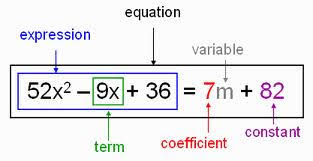 equation
expression
variable
52x² – 9x + 36 = 7m + 82
term
coefficient
constant